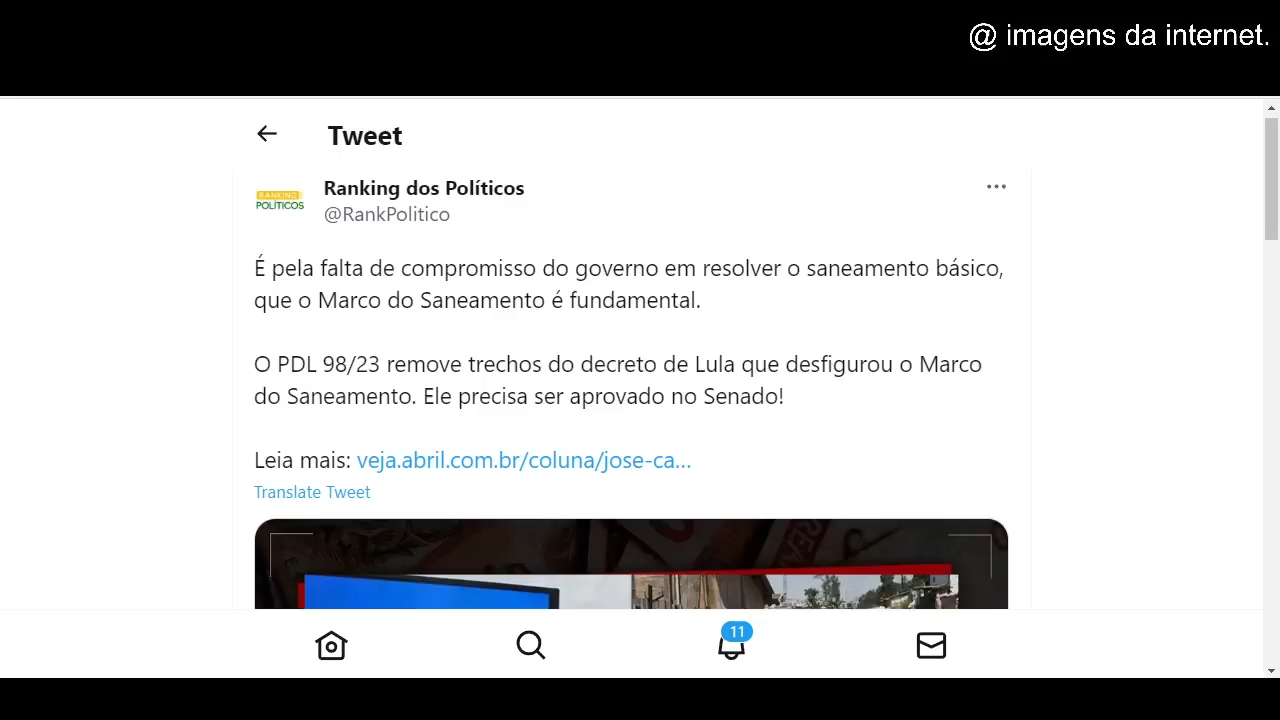 @ imagens da internet.
Tweet
RANKING
POLÍTICOS
Ranking dos Políticos
@RankPolitico
É pela falta de compromisso do governo em resolver o saneamento básico,
que o Marco do Saneamento é fundamental.
O PDL 98/23 remove trechos do decreto de Lula que desfigurou o Marco
do Saneamento. Ele precisa ser aprovado no Senado!
Leia mais: veja.abril.com.br/coluna/jose-ca...
Translate Tweet
11